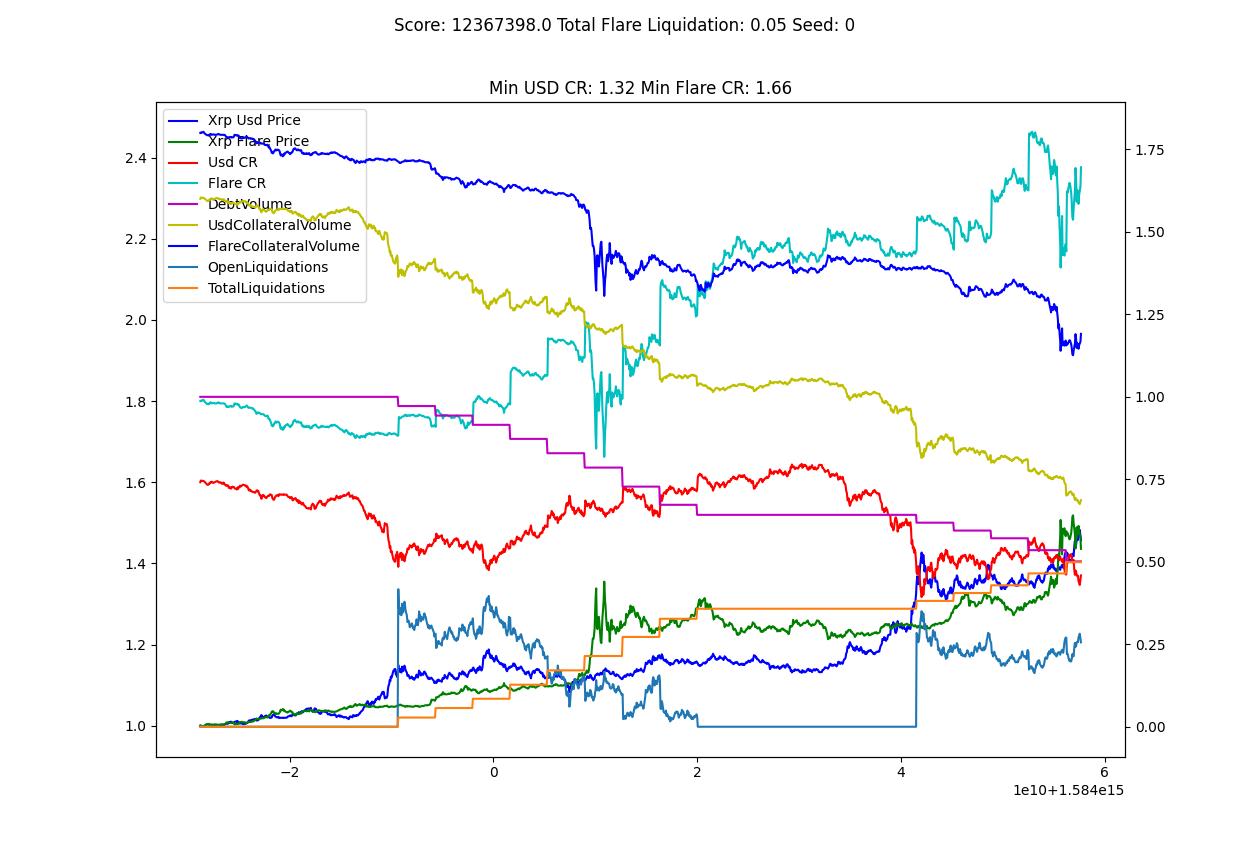 Score: 12367398.0 Total Flare Liquidation: 0.05 Seed: 0
Min USD CR: 1.32 Min Flare CR: 1.66
Xrp Usd Price
Xrp Flare Price
Usd CR
Flare CR
DebtVolume
UsdCollateralVolume
FlareCollateralVolume
OpenLiquidations
TotalLiquidations
2.4
2.2
2.0
1.8
1.6
1.4
1.2
1.0
1.75
1.50
1.25
1.00
0.75
0.50
0.25
0.00
−2 0 2 4 6
1e10+1.584e15